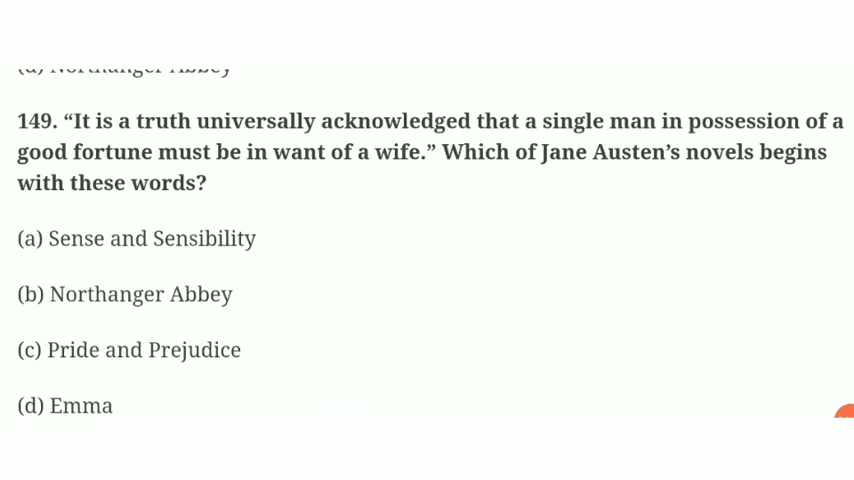 (d) Northanger Abbey
149. “It is a truth universally acknowledged that a single man in possession of a
good fortune must be in want of a wife.” Which of Jane Austen’s novels begins
with these words?
(a) Sense and Sensibility
(b) Northanger Abbey
(c) Pride and Prejudice
(d) Emma